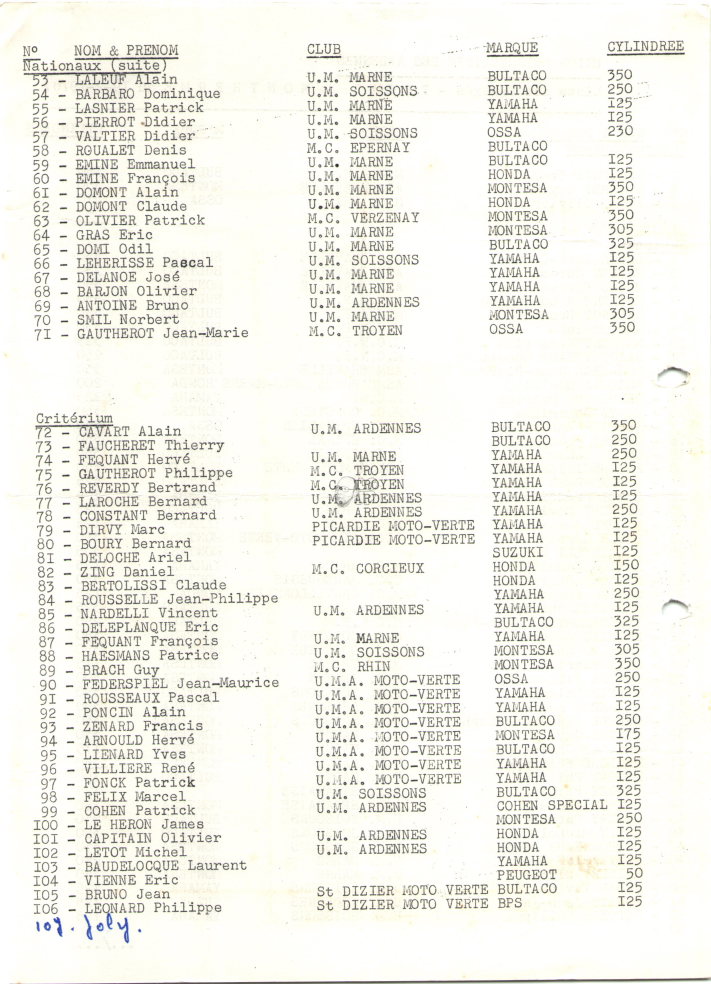 N° NOM & PRENOM CLUB MARQUE CYLINDREE
Nationaux (suite)
53 - LALEUF Alain U.M. MARNE BULTACO 350
54 - BARBARO Dominique U.M. SOISSONS BULTACO 250
55 - LASNIER Patrick U.M. MARNE YAMAHA I25
56 - PIERROT Didier U.M. MARNE YAMAHA I25
57 - VALTIER Didier U.M. SOISSONS OSSA 230
58 - ROUALET Denis M.C. EPERNAY BULTACO
59 - EMINE Emmanuel U.M. MARNE BULTACO I25
60 - EMINE François U.M. MARNE HONDA I25
6I - DOMONT Alain U.M. MARNE MONTESA 350
62 - DOMONT Claude U.M. MARNE HONDA I25
63 - OLIVIER Patrick M.C. VERZENAY MONTESA 350
64 - GRAS Eric U.M. MARNE MONTESA 305
65 - DOMI Odil U.M. MARNE BULTACO 325
66 - LEHERISSE Pascal U.M. SOISSONS YAMAHA I25
67 - DELANOE José U.M. MARNE YAMAHA I25
68 - BARJON Olivier U.M. MARNE YAMAHA I25
69 - ANTOINE Bruno U.M. ARDENNES YAMAHA I25
70 - SMIL Norbert U.M. MARNE MONTESA 305
7I - GAUTHEROT Jean-Marie M.C. TROYEN OSSA 350
Critérium
72 - CAVART Alain U.M. ARDENNES BULTACO 350
73 - FAUCHERET Thierry BULTACO 250
74 - FEQUANT Hervé U.M. MARNE YAMAHA 250
75 - GAUTHEROT Philippe M.C. TROYEN YAMAHA I25
76 - REVERDY Bertrand M.C. TROYEN YAMAHA I25
77 - LAROCHE Bernard U.M. ARDENNES YAMAHA I25
78 - CONSTANT Bernard U.M. ARDENNES YAMAHA 250
79 - DIRVY Marc PICARDIE MOTO-VERTE YAMAHA I25
80 - BOURY Bernard PICARDIE MOTO-VERTE YAMAHA I25
8I - DELOCHE Ariel SUZUKI I25
82 - ZING Daniel M.C. CORCIEUX HONDA I50
83 - BERTOLISSI Claude HONDA I25
84 - ROUSSELLE Jean-Philippe YAMAHA 250
85 - NARDELLI Vincent U.M. ARDENNES YAMAHA I25
86 - DELEPLANQUE Eric BULTACO 325
87 - FEQUANT François U.M. MARNE YAMAHA I25
88 - HAESMANS Patrice U.M. SOISSONS MONTESA 305
89 - BRACH Guy M.C. RHIN MONTESA 350
90 - FEDERSPIEL Jean-Maurice U.M.A. MOTO-VERTE OSSA 250
9I - ROUSSEAUX Pascal U.M.A. MOTO-VERTE YAMAHA I25
92 - PONCIN Alain U.M.A. MOTO-VERTE YAMAHA I25
93 - ZENARD Francis U.M.A. MOTO-VERTE BULTACO 250
94 - ARNOULD Hervé U.M.A. MOTO-VERTE MONTESA I75
95 - LIENARD Yves U.M.A. MOTO-VERTE BULTACO I25
96 - VILLIERE René U.M.A. MOTO-VERTE YAMAHA I25
97 - FONCK Patrick U.M.A. MOTO-VERTE YAMAHA I25
98 - FELIX Marcel U.M. SOISSONS BULTACO 325
99 - COHEN Patrick U.M. ARDENNES COHEN SPECIAL I25
I00 - LE HERON James MONTESA 250
I0I - CAPITAIN Olivier U.M. ARDENNES HONDA I25
I02 - LETOT Michel U.M. ARDENNES HONDA I25
I03 - BAUDELOCQUE Laurent YAMAHA I25
I04 - VIENNE Eric PEUGEOT 50
I05 - BRUNO Jean St DIZIER MOTO VERTE BULTACO I25
I06 - LEONARD Philippe St DIZIER MOTO VERTE BPS I25
107. Joly.